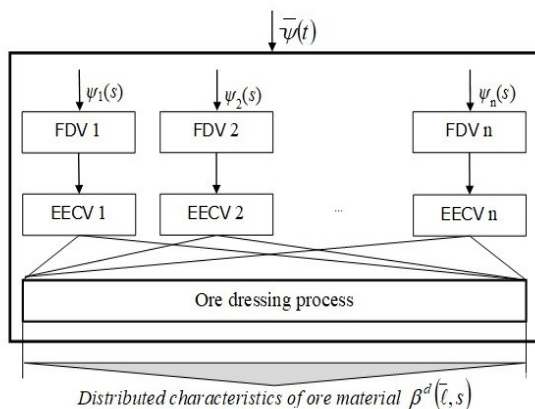 ψ̅(t)
ψ₁(s) ψ₂(s) ψₙ(s)
FDV 1 FDV 2 FDV n
EECV 1 EECV 2 ... EECV n
Ore dressing process
Distributed characteristics of ore material βᵈ(ℓ̅, s)